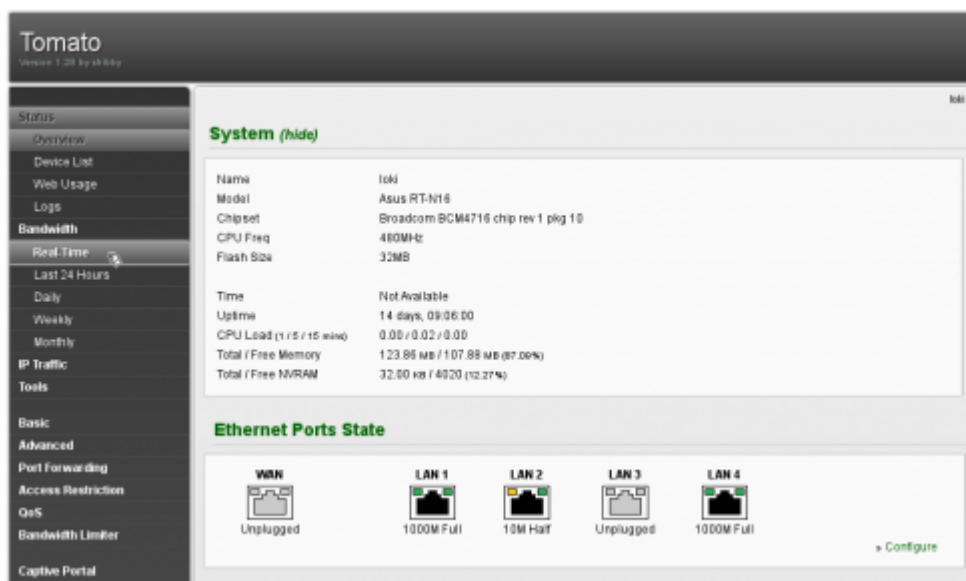 Tomato
Version 1.28 by shibby
loki
Status
Overview
Device List
Web Usage
Logs
Bandwidth
Real-Time
Last 24 Hours
Daily
Weekly
Monthly
IP Traffic
Tools
Basic
Advanced
Port Forwarding
Access Restriction
QoS
Bandwidth Limiter
Captive Portal
System (hide)
Name loki
Model Asus RT-N16
Chipset Broadcom BCM4716 chip rev 1 pkg 10
CPU Freq 480MHz
Flash Size 32MB
Time Not Available
Uptime 14 days, 09:06:00
CPU Load (1 / 5 / 15 mins) 0.00 / 0.02 / 0.00
Total / Free Memory 123.86 MB / 107.88 MB (87.09%)
Total / Free NVRAM 32.00 KB / 4020 (12.27%)
Ethernet Ports State
WAN LAN 1 LAN 2 LAN 3 LAN 4
Unplugged 1000M Full 10M Half Unplugged 1000M Full
» Configure